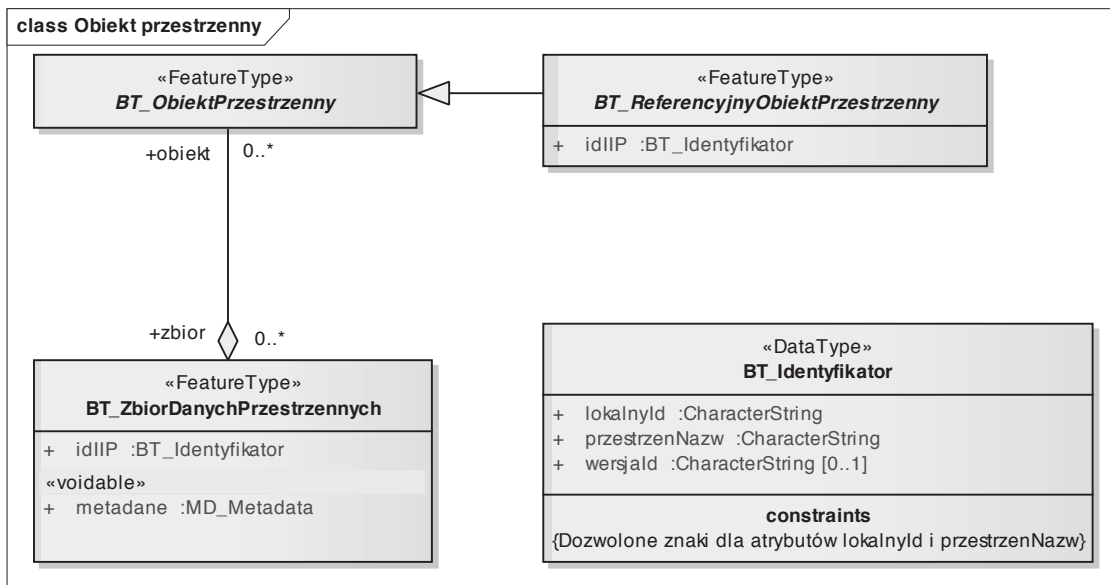 class Obiekt przestrzenny
«FeatureType»
BT_ObiektPrzestrzenny
«FeatureType»
BT_ReferencyjnyObiektPrzestrzenny
+ idIIP :BT_Identyfikator
+obiekt 0..*
+zbior 0..*
«FeatureType»
BT_ZbiorDanychPrzestrzennych
+ idIIP :BT_Identyfikator
«voidable»
+ metadane :MD_Metadata
«DataType»
BT_Identyfikator
+ lokalnyId :CharacterString
+ przestrzenNazw :CharacterString
+ wersjaId :CharacterString [0..1]
constraints
{Dozwolone znaki dla atrybutów lokalnyId i przestrzenNazw}